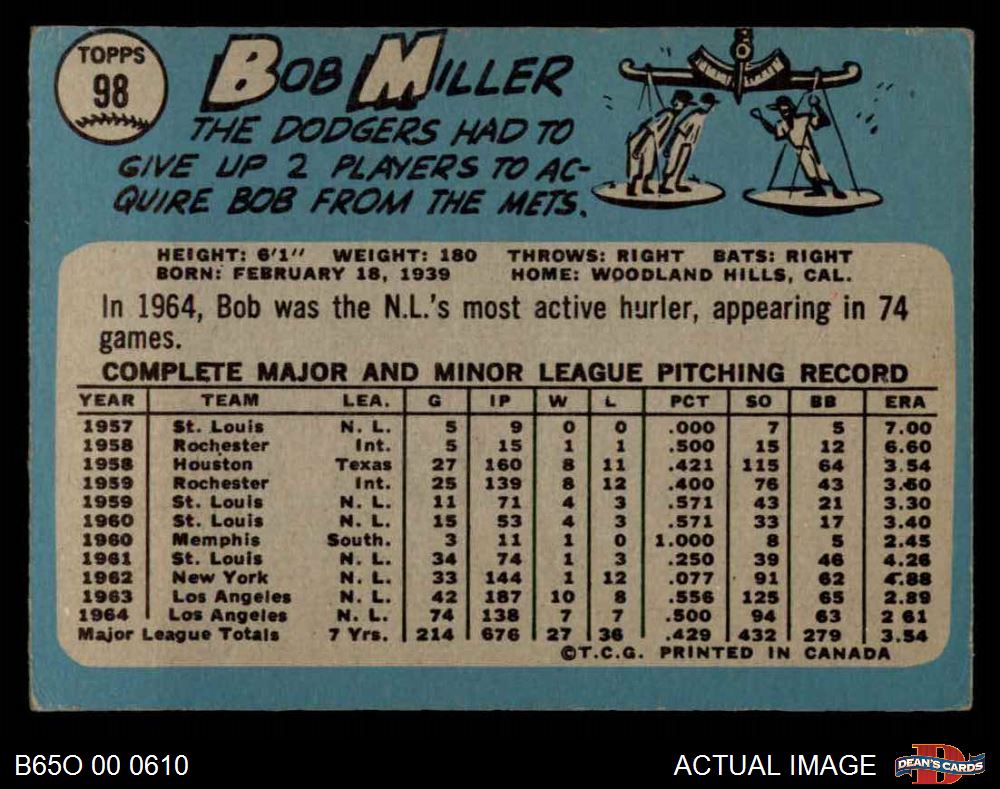 TOPPS
98
BOB MILLER
THE DODGERS HAD TO
GIVE UP 2 PLAYERS TO AC-
QUIRE BOB FROM THE METS.
HEIGHT: 6'1" WEIGHT: 180 THROWS: RIGHT BATS: RIGHT
BORN: FEBRUARY 18, 1939 HOME: WOODLAND HILLS, CAL.
In 1964, Bob was the N.L.'s most active hurler, appearing in 74
games.
COMPLETE MAJOR AND MINOR LEAGUE PITCHING RECORD
YEAR TEAM LEA. G IP W L PCT SO BB ERA
1957 St. Louis N. L. 5 9 0 0 .000 7 5 7.00
1958 Rochester Int. 5 15 1 1 .500 15 12 6.60
1958 Houston Texas 27 160 8 11 .421 115 64 3.54
1959 Rochester Int. 25 139 8 12 .400 76 43 3.60
1959 St. Louis N. L. 11 71 4 3 .571 43 21 3.30
1960 St. Louis N. L. 15 53 4 3 .571 33 17 3.40
1960 Memphis South. 3 11 1 0 1.000 8 5 2.45
1961 St. Louis N. L. 34 74 1 3 .250 39 46 4.26
1962 New York N. L. 33 144 1 12 .077 91 62 4.88
1963 Los Angeles N. L. 42 187 10 8 .556 125 65 2.89
1964 Los Angeles N. L. 74 138 7 7 .500 94 63 2 61
Major League Totals 7 Yrs. 214 676 27 36 .429 432 279 3.54
©T.C.G. PRINTED IN CANADA
B65O 00 0610
ACTUAL IMAGE
D
DEAN'S CARDS